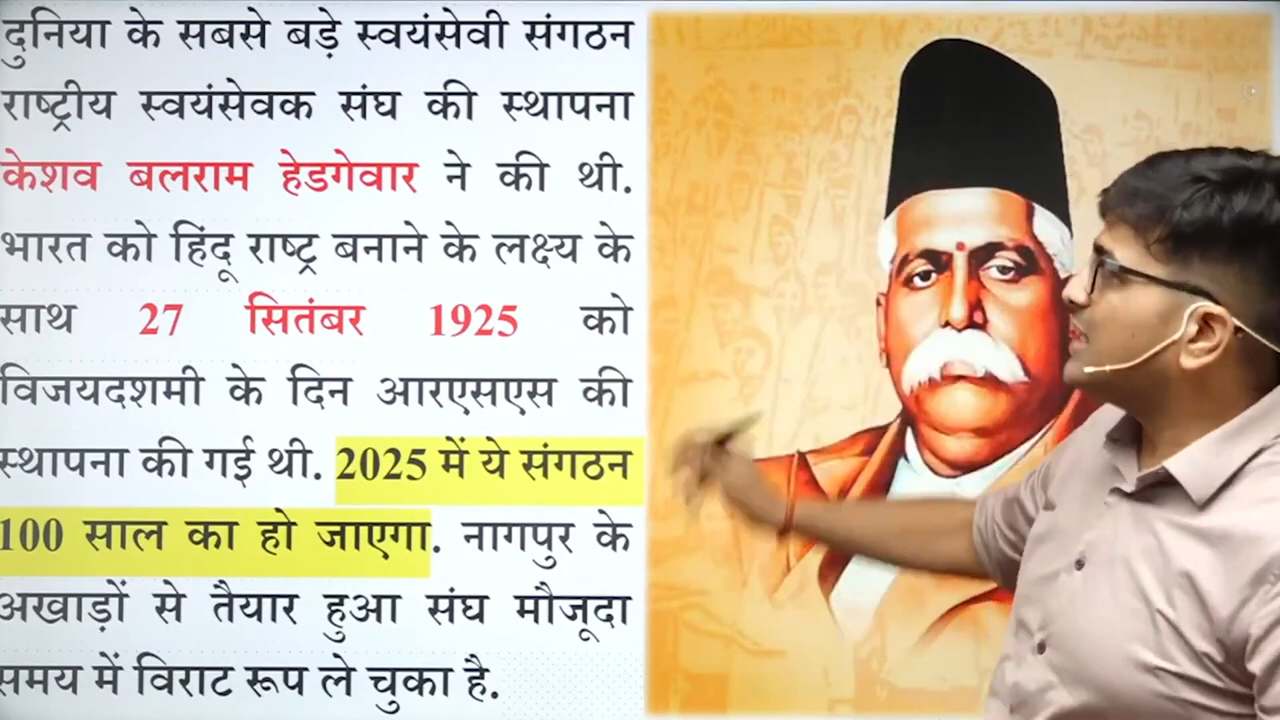 दुनिया के सबसे बड़े स्वयंसेवी संगठन
राष्ट्रीय स्वयंसेवक संघ की स्थापना
केशव बलराम हेडगेवार ने की थी.
भारत को हिंदू राष्ट्र बनाने के लक्ष्य के
साथ 27 सितंबर 1925 को
विजयदशमी के दिन आरएसएस की
स्थापना की गई थी. 2025 में ये संगठन
100 साल का हो जाएगा. नागपुर के
अखाड़ों से तैयार हुआ संघ मौजूदा
समय में विराट रूप ले चुका है.